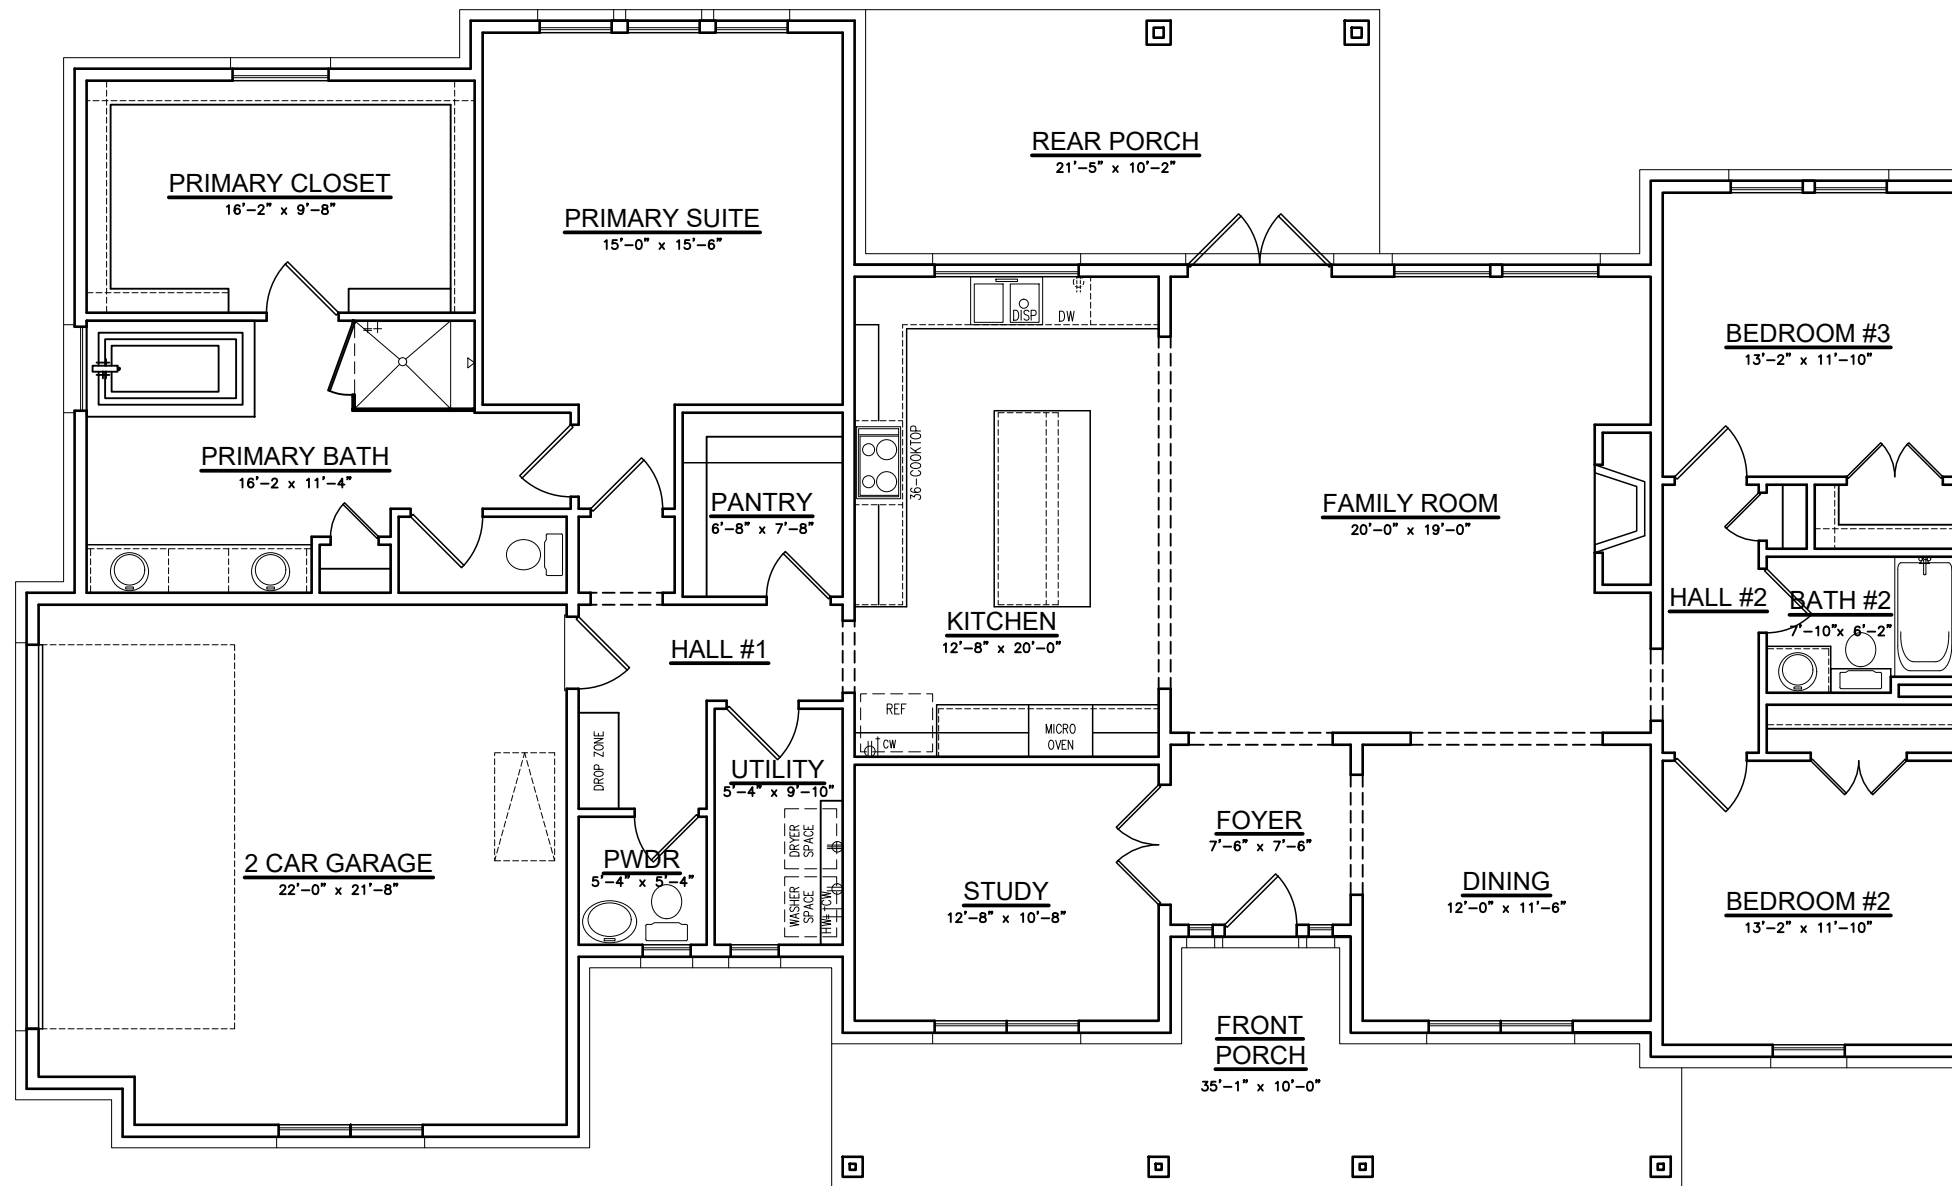 REAR PORCH
21'-5" x 10'-2"
PRIMARY CLOSET
16'-2" x 9'-8"
PRIMARY SUITE
15'-0" x 15'-6"
DISP
DW
BEDROOM #3
13'-2" x 11'-10"
PRIMARY BATH
16'-2 x 11'-4"
PANTRY
6'-8" x 7'-8"
36-COOKTOP
FAMILY ROOM
20'-0" x 19'-0"
KITCHEN
12'-8" x 20'-0"
HALL #2
BATH #2
7'-10"x 6'-2"
HALL #1
REF
CW
MICRO
OVEN
DROP ZONE
UTILITY
5'-4" x 9'-10"
DRYER
SPACE
WASHER
SPACE
HW
CW
PWDR
5'-4" x 5'-4"
2 CAR GARAGE
22'-0" x 21'-8"
STUDY
12'-8" x 10'-8"
FOYER
7'-6" x 7'-6"
DINING
12'-0" x 11'-6"
BEDROOM #2
13'-2" x 11'-10"
FRONT
PORCH
35'-1" x 10'-0"